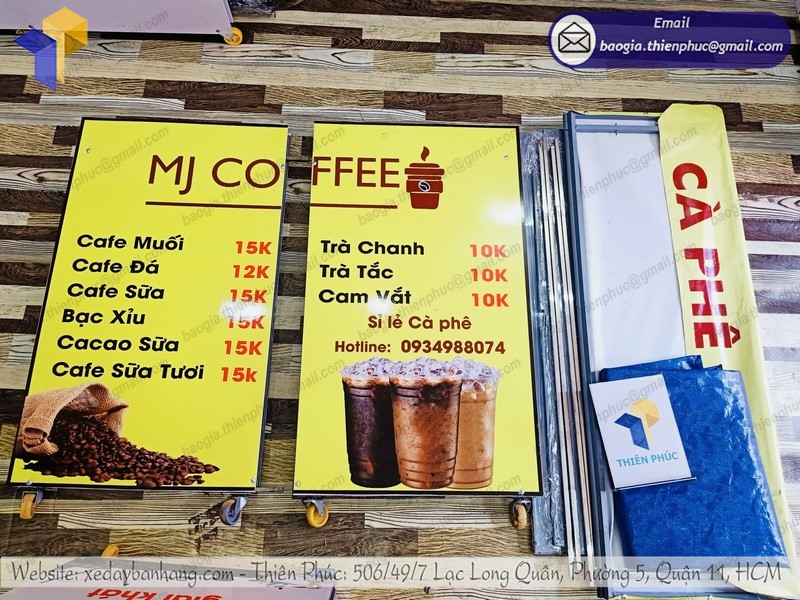 Email
baogia.thienphuc@gmail.com
MJ COFFEE
Cafe Muối 15K
Cafe Đá 12K
Cafe Sữa 15K
Bạc Xỉu 15K
Cacao Sữa 15K
Cafe Sữa Tươi 15k
Trà Chanh 10K
Trà Tắc 10K
Cam Vắt 10K
Sỉ lẻ Cà phê
Hotline: 0934988074
CÀ PHÊ
THIÊN PHÚC
Website: xedaybanhang.com - Thiên Phúc: 506/49/7 Lạc Long Quân, Phường 5, Quận 11, HCM
giải khát